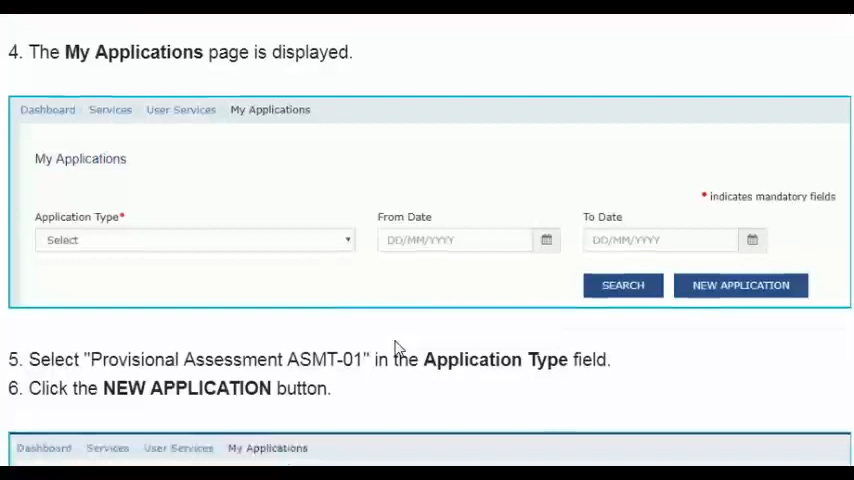 4. The My Applications page is displayed.
Dashboard Services User Services My Applications
My Applications
* indicates mandatory fields
Application Type* From Date To Date
Select DD/MM/YYYY DD/MM/YYYY
SEARCH NEW APPLICATION
5. Select "Provisional Assessment ASMT-01" in the Application Type field.
6. Click the NEW APPLICATION button.
Dashboard Services User Services My Applications